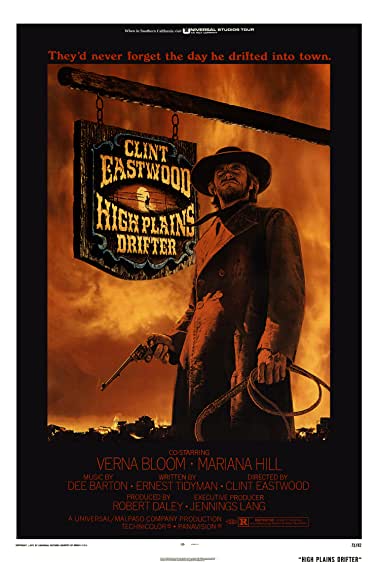 When in Southern California visit UNIVERSAL STUDIOS TOUR
They'd never forget the day he drifted into town.
CLINT
EASTWOOD
HIGH PLAINS
DRIFTER
CO-STARRING
VERNA BLOOM · MARIANA HILL
MUSIC BY WRITTEN BY DIRECTED BY
DEE BARTON · ERNEST TIDYMAN · CLINT EASTWOOD
PRODUCED BY EXECUTIVE PRODUCER
ROBERT DALEY · JENNINGS LANG
A UNIVERSAL/MALPASO COMPANY PRODUCTION
TECHNICOLOR® · PANAVISION®
R RESTRICTED
"HIGH PLAINS DRIFTER"